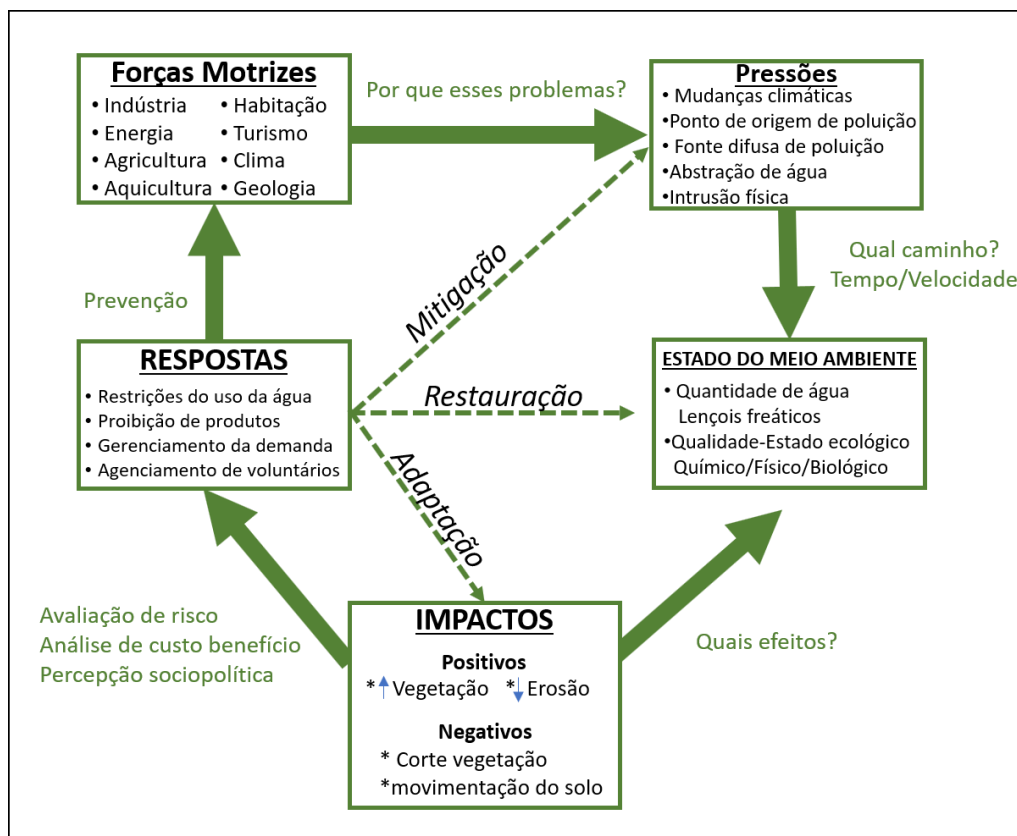 Forças Motrizes
• Indústria • Habitação
• Energia • Turismo
• Agricultura • Clima
• Aquicultura • Geologia
Por que esses problemas?
Pressões
• Mudanças climáticas
•Ponto de origem de poluição
• Fonte difusa de poluição
•Abstração de água
•Intrusão física
Qual caminho?
Tempo/Velocidade
Prevenção
Mitigação
RESPOSTAS
• Restrições do uso da água
• Proibição de produtos
• Gerenciamento da demanda
• Agenciamento de voluntários
Restauração
ESTADO DO MEIO AMBIENTE
• Quantidade de água
Lençois freáticos
•Qualidade-Estado ecológico
Químico/Físico/Biológico
Adaptação
Avaliação de risco
Análise de custo benefício
Percepção sociopolítica
IMPACTOS
Positivos
*↑ Vegetação *↓ Erosão
Negativos
* Corte vegetação
*movimentação do solo
Quais efeitos?